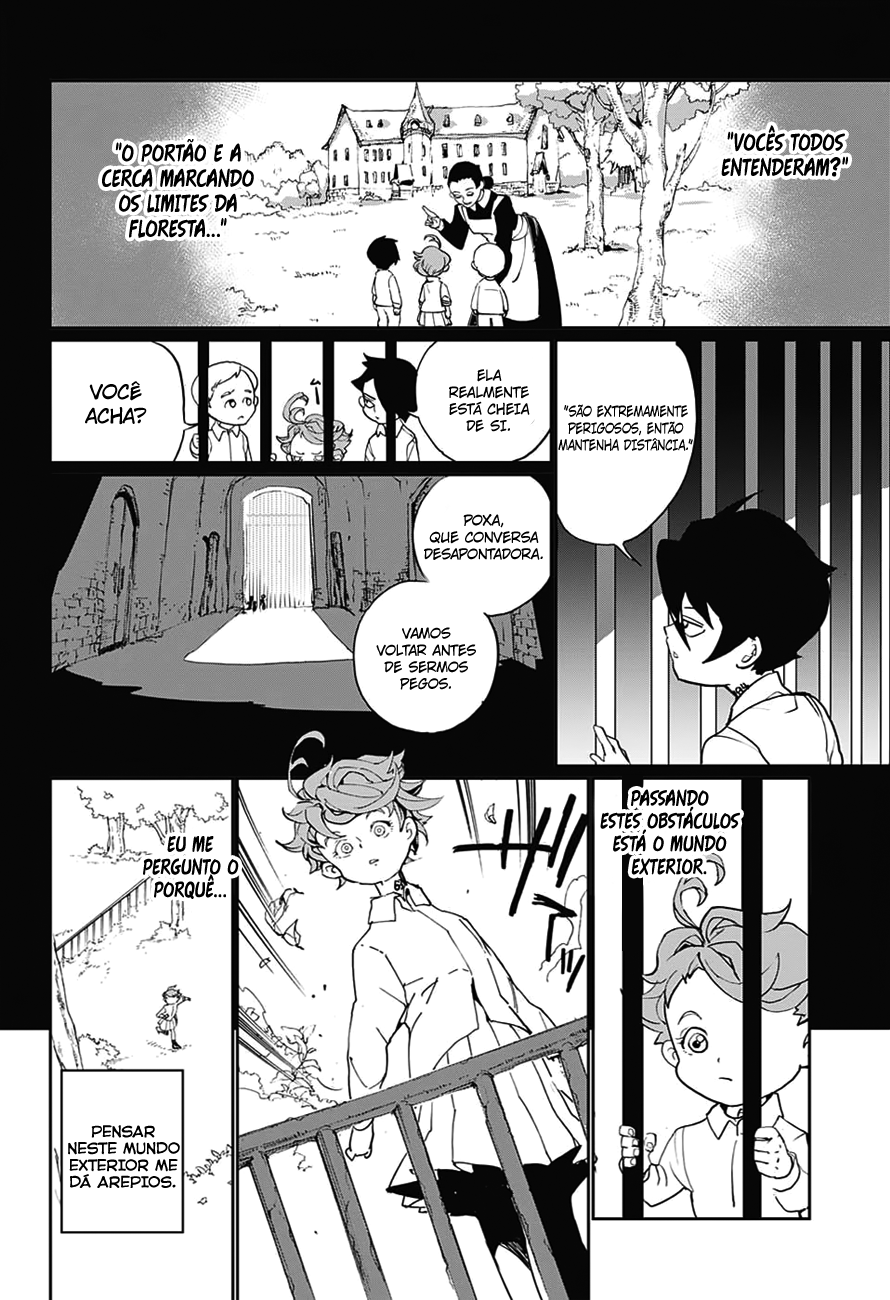 "VOCÊS TODOS
ENTENDERAM?"
"O PORTÃO E A
CERCA MARCANDO
OS LIMITES DA
FLORESTA..."
"SÃO EXTREMAMENTE
PERIGOSOS, ENTÃO
MANTENHA DISTÂNCIA."
ELA
REALMENTE
ESTÁ CHEIA
DE SI.
VOCÊ
ACHA?
POXA,
QUE CONVERSA
DESAPONTADORA.
VAMOS
VOLTAR ANTES
DE SERMOS
PEGOS.
PASSANDO
ESTES OBSTÁCULOS
ESTÁ O MUNDO
EXTERIOR.
EU ME
PERGUNTO O
PORQUÊ...
PENSAR
NESTE MUNDO
EXTERIOR ME
DÁ AREPIOS.